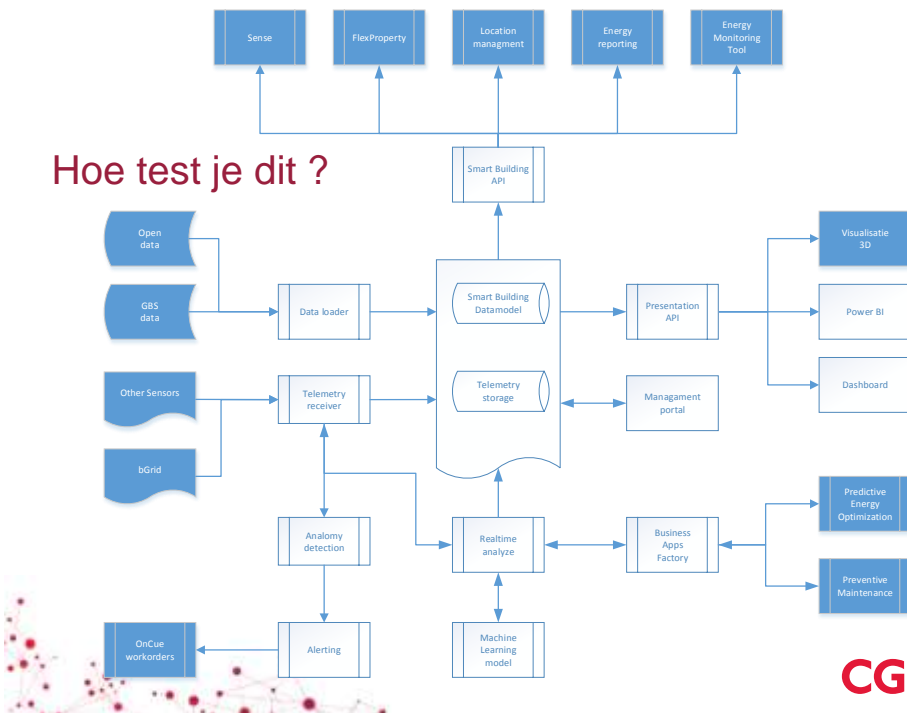 Sense
FlexProperty
Location
managment
Energy
reporting
Energy
Monitoring
Tool
Hoe test je dit ?
Smart Building
API
Open
data
GBS
data
Data loader
Smart Building
Datamodel
Presentation
API
Visualisatie
3D
Power BI
Other Sensors
Telemetry
receiver
Telemetry
storage
Managament
portal
Dashboard
bGrid
Analomy
detection
Realtime
analyze
Business
Apps
Factory
Predictive
Energy
Optimization
Preventive
Maintenance
OnCue
workorders
Alerting
Machine
Learning
model
CG